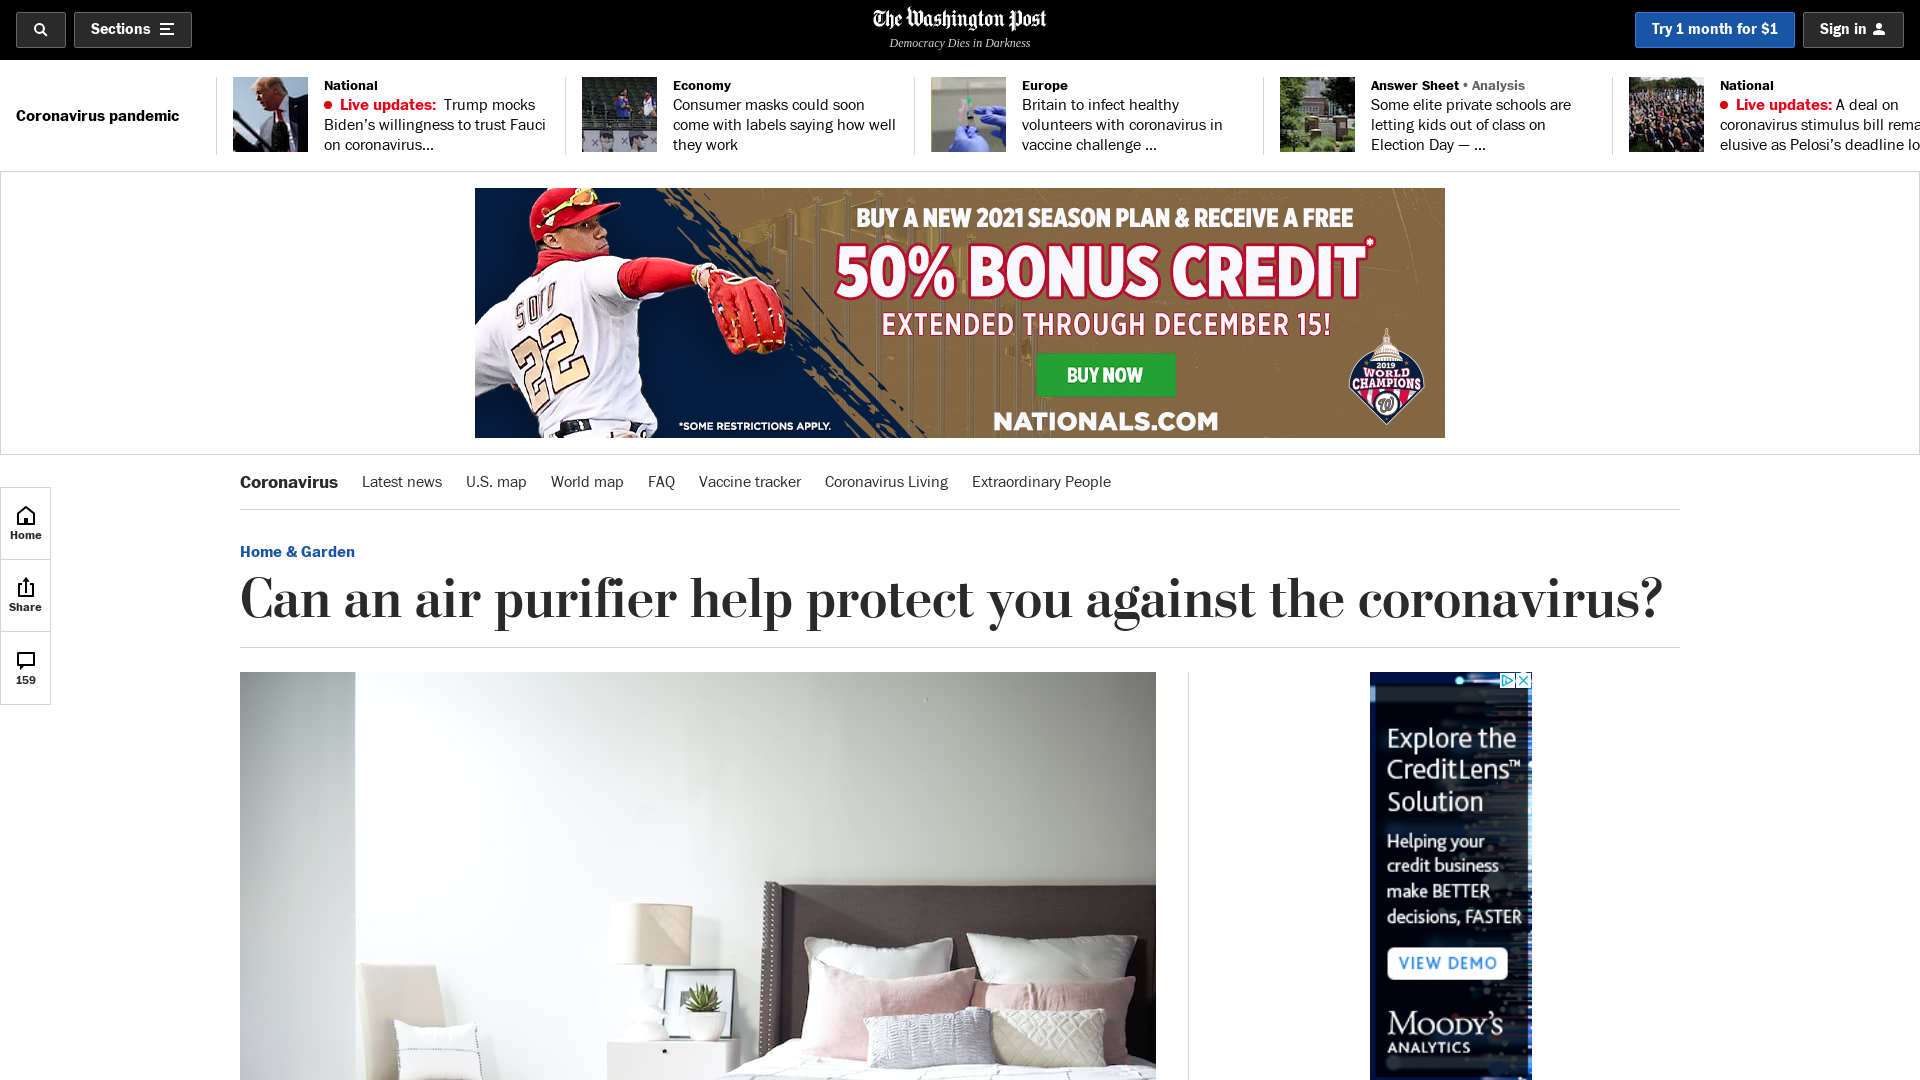 Sections
The Washington Post
Democracy Dies in Darkness
Try 1 month for $1
Sign in
Coronavirus pandemic
National
Live updates: Trump mocks
Biden’s willingness to trust Fauci
on coronavirus...
Economy
Consumer masks could soon
come with labels saying how well
they work
Europe
Britain to infect healthy
volunteers with coronavirus in
vaccine challenge ...
Answer Sheet • Analysis
Some elite private schools are
letting kids out of class on
Election Day — ...
National
Live updates: A deal on
coronavirus stimulus bill rema
elusive as Pelosi’s deadline lo
BUY A NEW 2021 SEASON PLAN & RECEIVE A FREE
50% BONUS CREDIT*
EXTENDED THROUGH DECEMBER 15!
BUY NOW
NATIONALS.COM
*SOME RESTRICTIONS APPLY.
SOTO
22
2019
WORLD
CHAMPIONS
W
Coronavirus Latest news U.S. map World map FAQ Vaccine tracker Coronavirus Living Extraordinary People
Home
Share
159
Home & Garden
Can an air purifier help protect you against the coronavirus?
Explore the
CreditLens™
Solution
Helping your
credit business
make BETTER
decisions, FASTER
VIEW DEMO
MOODY'S
ANALYTICS